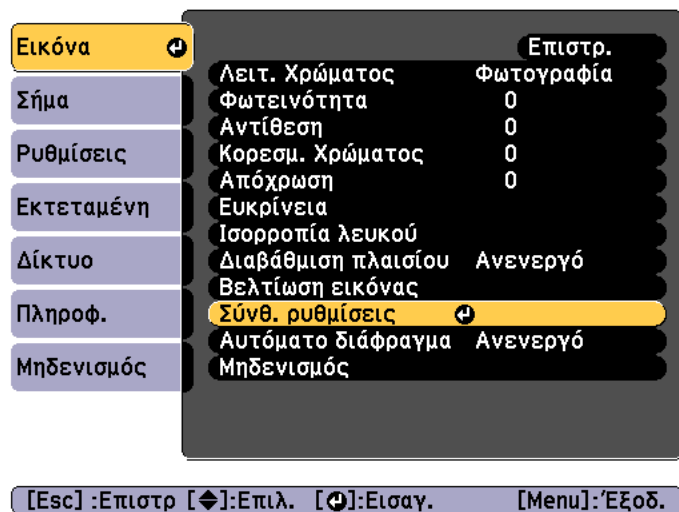 Εικόνα
Σήμα
Ρυθμίσεις
Εκτεταμένη
Δίκτυο
Πληροφ.
Μηδενισμός
Επιστρ.
Λειτ. Χρώματος Φωτογραφία
Φωτεινότητα 0
Αντίθεση 0
Κορεσμ. Χρώματος 0
Απόχρωση 0
Ευκρίνεια
Ισορροπία λευκού
Διαβάθμιση πλαισίου Ανενεργό
Βελτίωση εικόνας
Σύνθ. ρυθμίσεις
Αυτόματο διάφραγμα Ανενεργό
Μηδενισμός
[Esc] :Επιστρ [◆]:Επιλ. [⏎]:Εισαγ. [Menu]:Έξοδ.